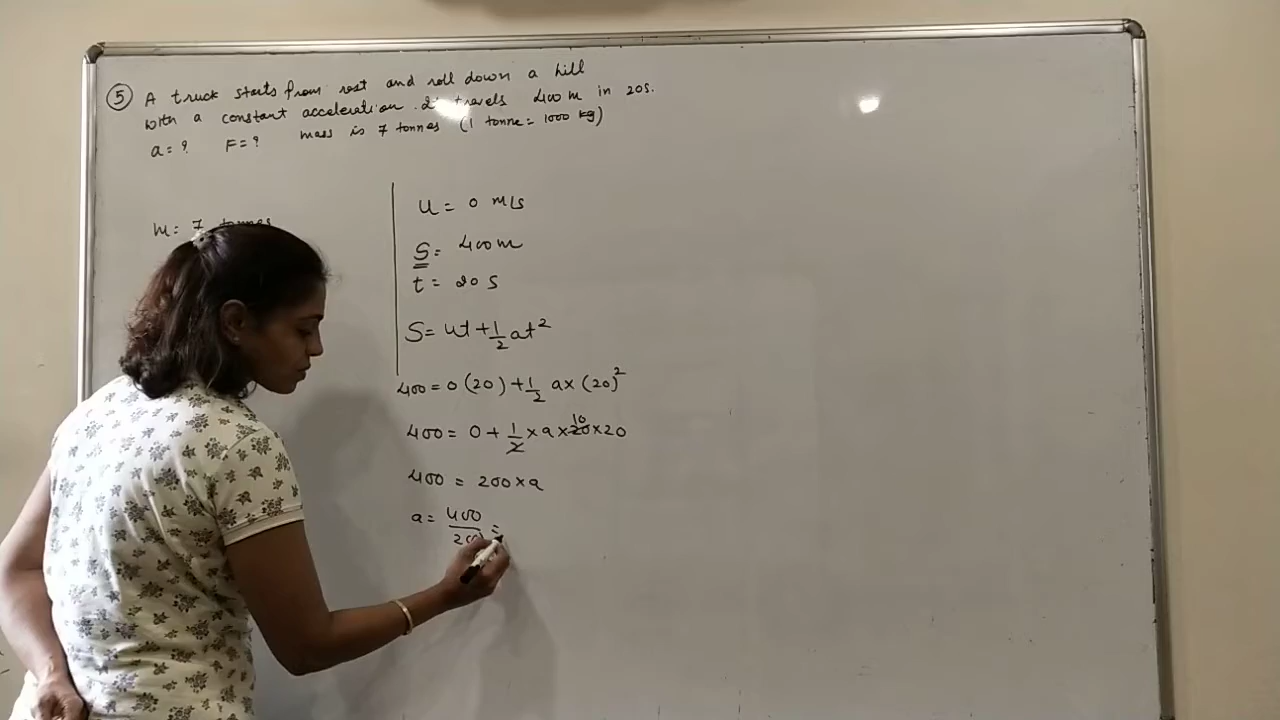 5 A truck starts from rest and roll down a hill
with a constant acceleration. It travels 400 m in 20s.
a = ? F = ? mass is 7 tonnes (1 tonne = 1000 kg)
m = 7 tonnes
u = 0 m/s
S = 400m
t = 20 s
S = ut + 1/2 at²
400 = 0 (20) + 1/2 a x (20)²
400 = 0 + 1/2 x a x 20 x 20
10
400 = 200 x a
a = 400/200 =